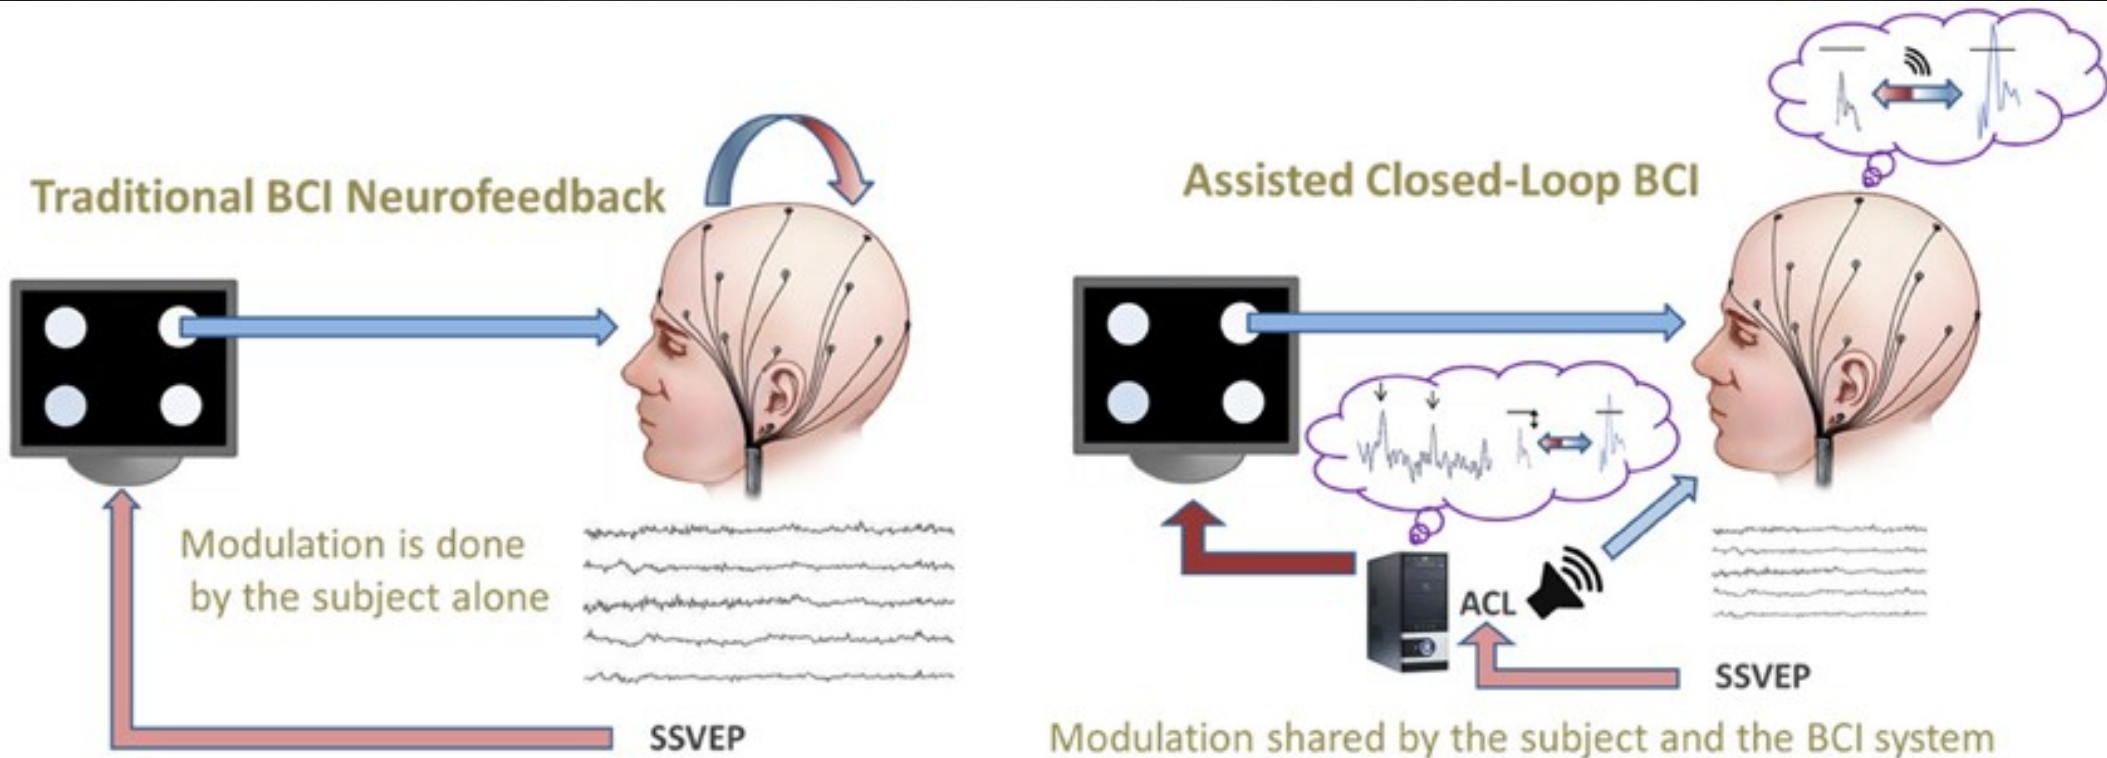 Traditional BCI Neurofeedback
Modulation is done
by the subject alone
SSVEP
Assisted Closed-Loop BCI
ACL
SSVEP
Modulation shared by the subject and the BCI system